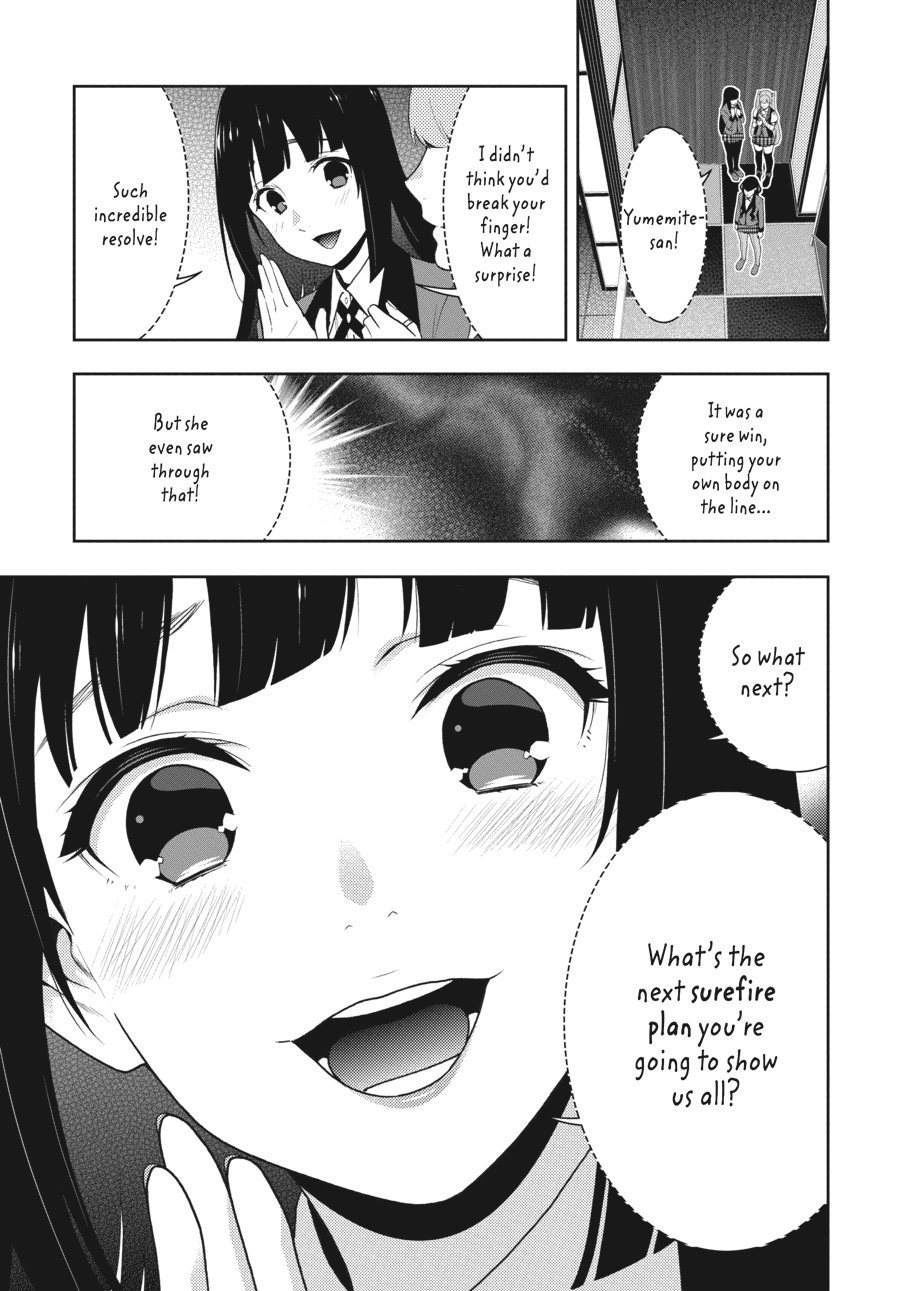 Yumemite-
san!
I didn't
think you'd
break your
finger!
What a
surprise!
Such
incredible
resolve!
It was a
sure win,
putting your
own body on
the line...
But she
even saw
through
that!
So what
next?
What's the
next surefire
plan you're
going to show
us all?